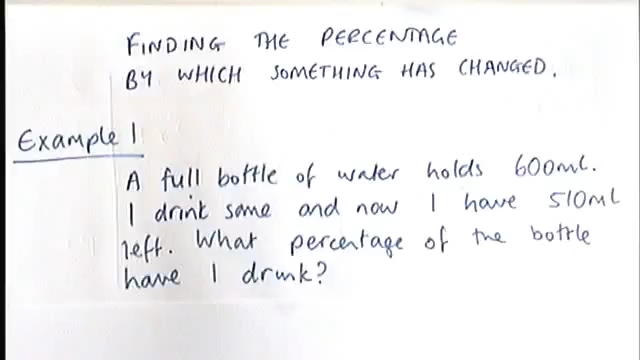 FINDING THE PERCENTAGE
BY WHICH SOMETHING HAS CHANGED.
Example 1
A full bottle of water holds 600ml.
I drink some and now I have 510ml
left. What percentage of the bottle
have I drunk?